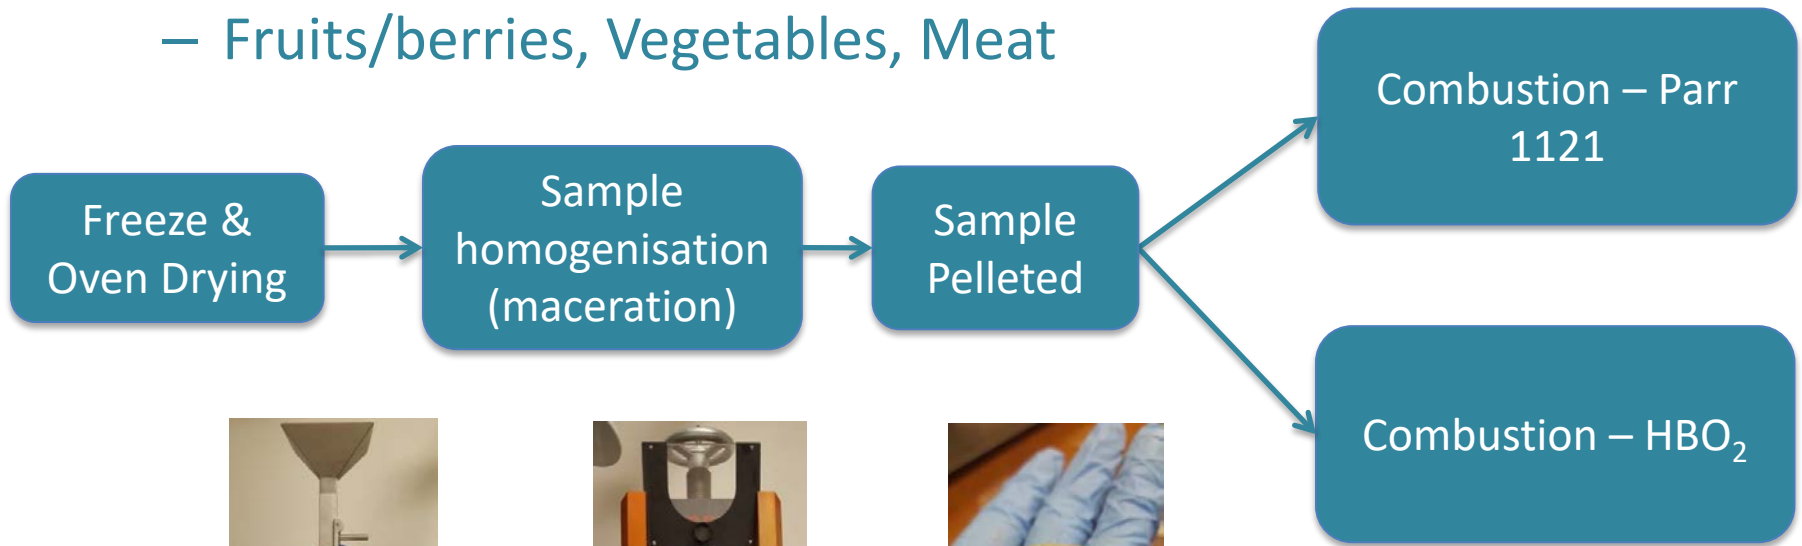 – Fruits/berries, Vegetables, Meat
Freeze &
Oven Drying
Sample
homogenisation
(maceration)
Sample
Pelleted
Combustion – Parr
1121
Combustion – HBO₂